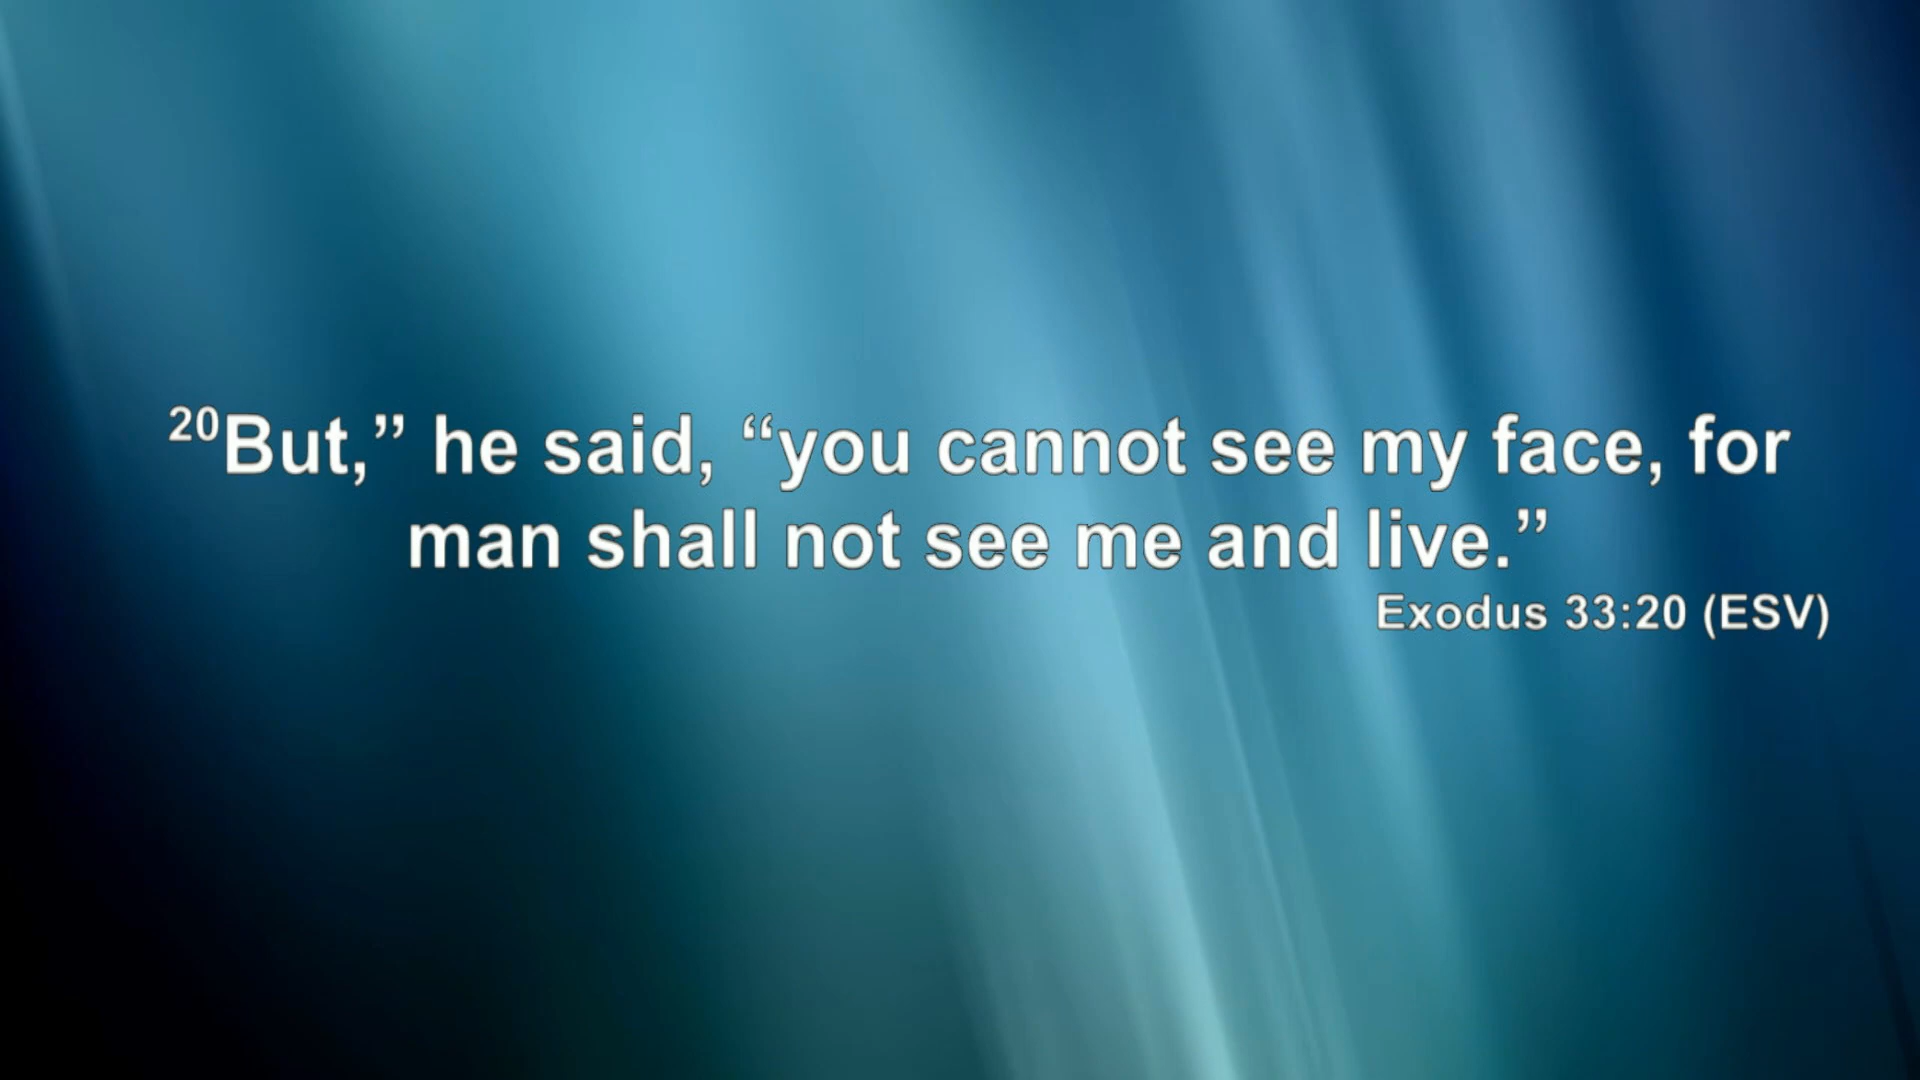 20But,” he said, “you cannot see my face, for
man shall not see me and live.”
Exodus 33:20 (ESV)